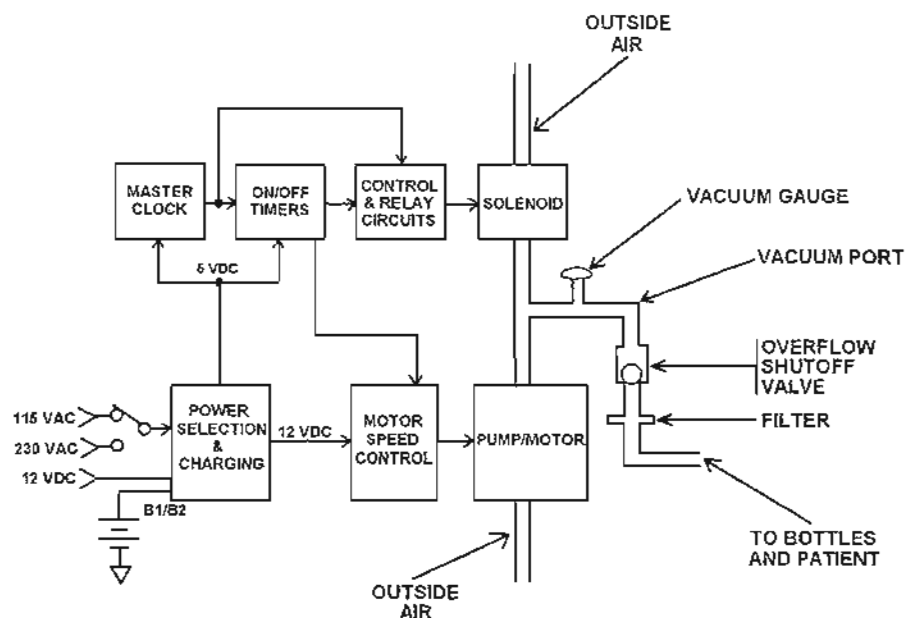 OUTSIDE
AIR
MASTER
CLOCK
ON/OFF
TIMERS
CONTROL
& RELAY
CIRCUITS
SOLENOID
VACUUM GAUGE
VACUUM PORT
5 VDC
OVERFLOW
SHUTOFF
VALVE
FILTER
115 VAC
230 VAC
12 VDC
B1/B2
POWER
SELECTION
&
CHARGING
12 VDC
MOTOR
SPEED
CONTROL
PUMP/MOTOR
TO BOTTLES
AND PATIENT
OUTSIDE
AIR